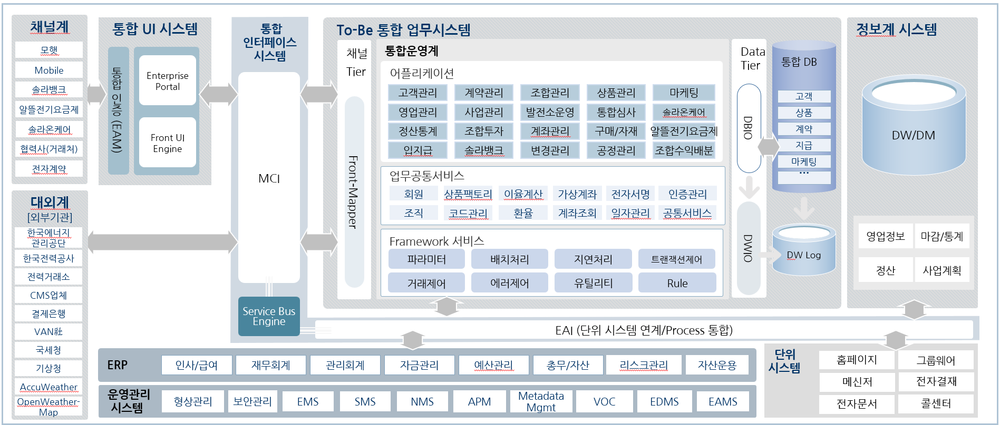 채널계
모햇
Mobile
솔라뱅크
알뜰전기요금제
솔라온케어
협력사(거래처)
전자계약
대외계
[외부기관]
한국에너지
관리공단
한국전력공사
전력거래소
CMS업체
결제은행
VAN社
국세청
기상청
AccuWeather
OpenWeather-
Map
통합 UI 시스템
통합 인증 (EAM)
Enterprise
Portal
Front UI
Engine
통합
인터페이스
시스템
MCI
Service Bus
Engine
To-Be 통합 업무시스템
채널
Tier
Front-Mapper
통합운영계
어플리케이션
고객관리 계약관리 조합관리 상품관리 마케팅
영업관리 사업관리 발전소운영 통합심사 솔라온케어
정산통계 조합투자 계좌관리 구매/자재 알뜰전기요금제
입지급 솔라뱅크 변경관리 공정관리 조합수익배분
업무공통서비스
회원 상품팩토리 이율계산 가상계좌 전자서명 인증관리
조직 코드관리 환율 계좌조회 일자관리 공통서비스
Framework 서비스
파라미터 배치처리 지연처리 트랜잭션제어
거래제어 에러제어 유틸리티 Rule
Data
Tier
DBIO
DWIO
통합 DB
고객
상품
계약
지급
마케팅
...
DW Log
정보계 시스템
DW/DM
영업정보 마감/통계
정산 사업계획
EAI (단위 시스템 연계/Process 통합)
ERP
인사/급여 재무회계 관리회계 자금관리 예산관리 총무/자산 리스크관리 자산운용
운영관리
시스템
형상관리 보안관리 EMS SMS NMS APM Metadata
Mgmt VOC EDMS EAMS
단위
시스템
홈페이지 그룹웨어
메신저 전자결재
전자문서 콜센터